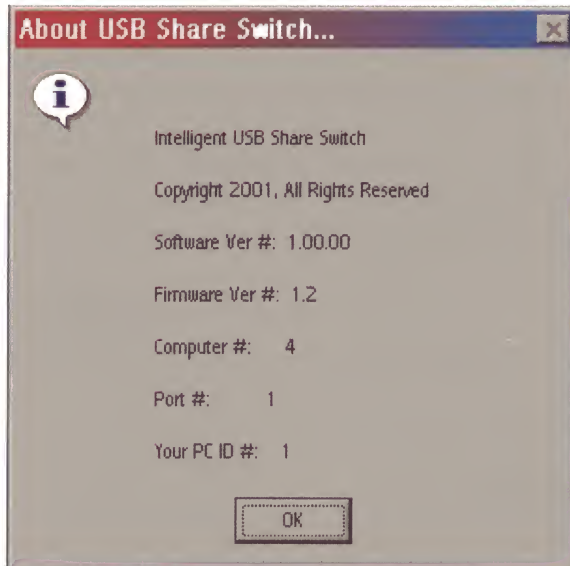 About USB Share Switch...
Intelligent USB Share Switch
Copyright 2001, All Rights Reserved
Software Ver #: 1.00.00
Firmware Ver #: 1.2
Computer #: 4
Port #: 1
Your PC ID #: 1
OK